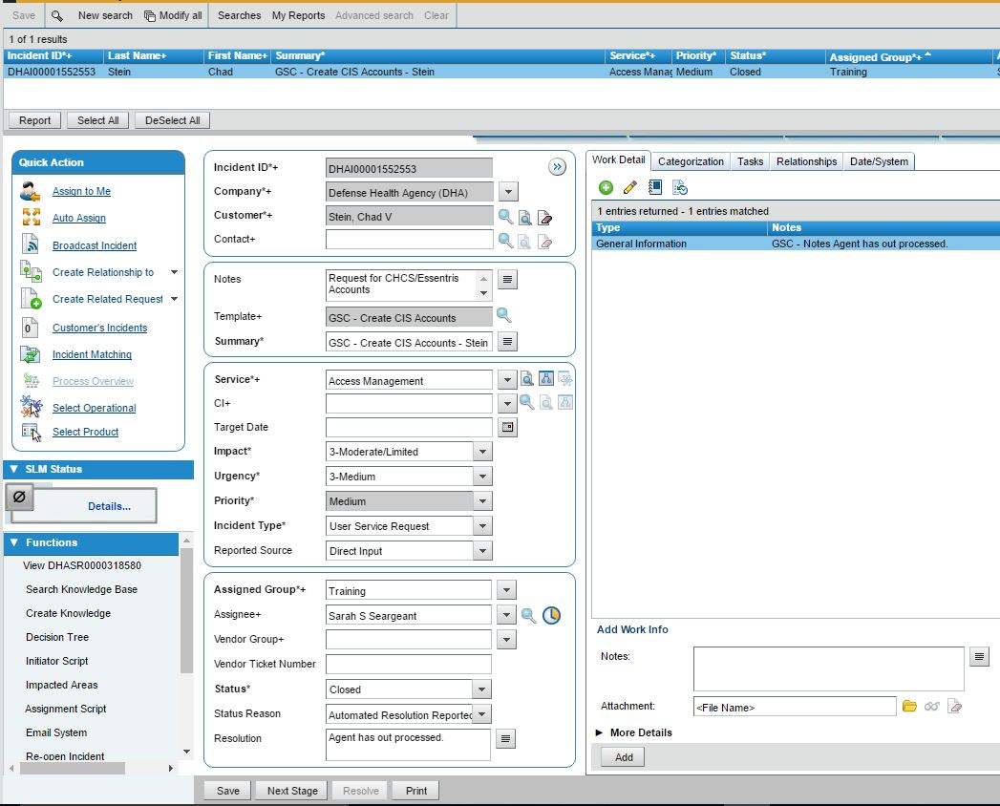 Save New search Modify all Searches My Reports Advanced search Clear
1 of 1 results
Incident ID*+ Last Name+ First Name+ Summary* Service*+ Priority* Status* Assigned Group*+
DHAI00001552553 Stein Chad GSC - Create CIS Accounts - Stein Access Manag Medium Closed Training
Report Select All DeSelect All
Quick Action
Assign to Me
Auto Assign
Broadcast Incident
Create Relationship to
Create Related Request
Customer's Incidents
Incident Matching
Process Overview
Select Operational
Select Product
SLM Status
Details...
Functions
View DHASR0000318580
Search Knowledge Base
Create Knowledge
Decision Tree
Initiator Script
Impacted Areas
Assignment Script
Email System
Re-open Incident
Incident ID*+ DHAI00001552553
Company*+ Defense Health Agency (DHA)
Customer*+ Stein, Chad V
Contact+
Notes Request for CHCS/Essentris
Accounts
Template+ GSC - Create CIS Accounts
Summary* GSC - Create CIS Accounts - Stein
Service*+ Access Management
CI+
Target Date
Impact* 3-Moderate/Limited
Urgency* 3-Medium
Priority* Medium
Incident Type* User Service Request
Reported Source Direct Input
Assigned Group*+ Training
Assignee+ Sarah S Seargeant
Vendor Group+
Vendor Ticket Number
Status* Closed
Status Reason Automated Resolution Reported
Resolution Agent has out processed.
Save Next Stage Resolve Print
Work Detail Categorization Tasks Relationships Date/System
1 entries returned - 1 entries matched
Type Notes
General Information GSC - Notes Agent has out processed.
Add Work Info
Notes:
Attachment: <File Name>
More Details
Add